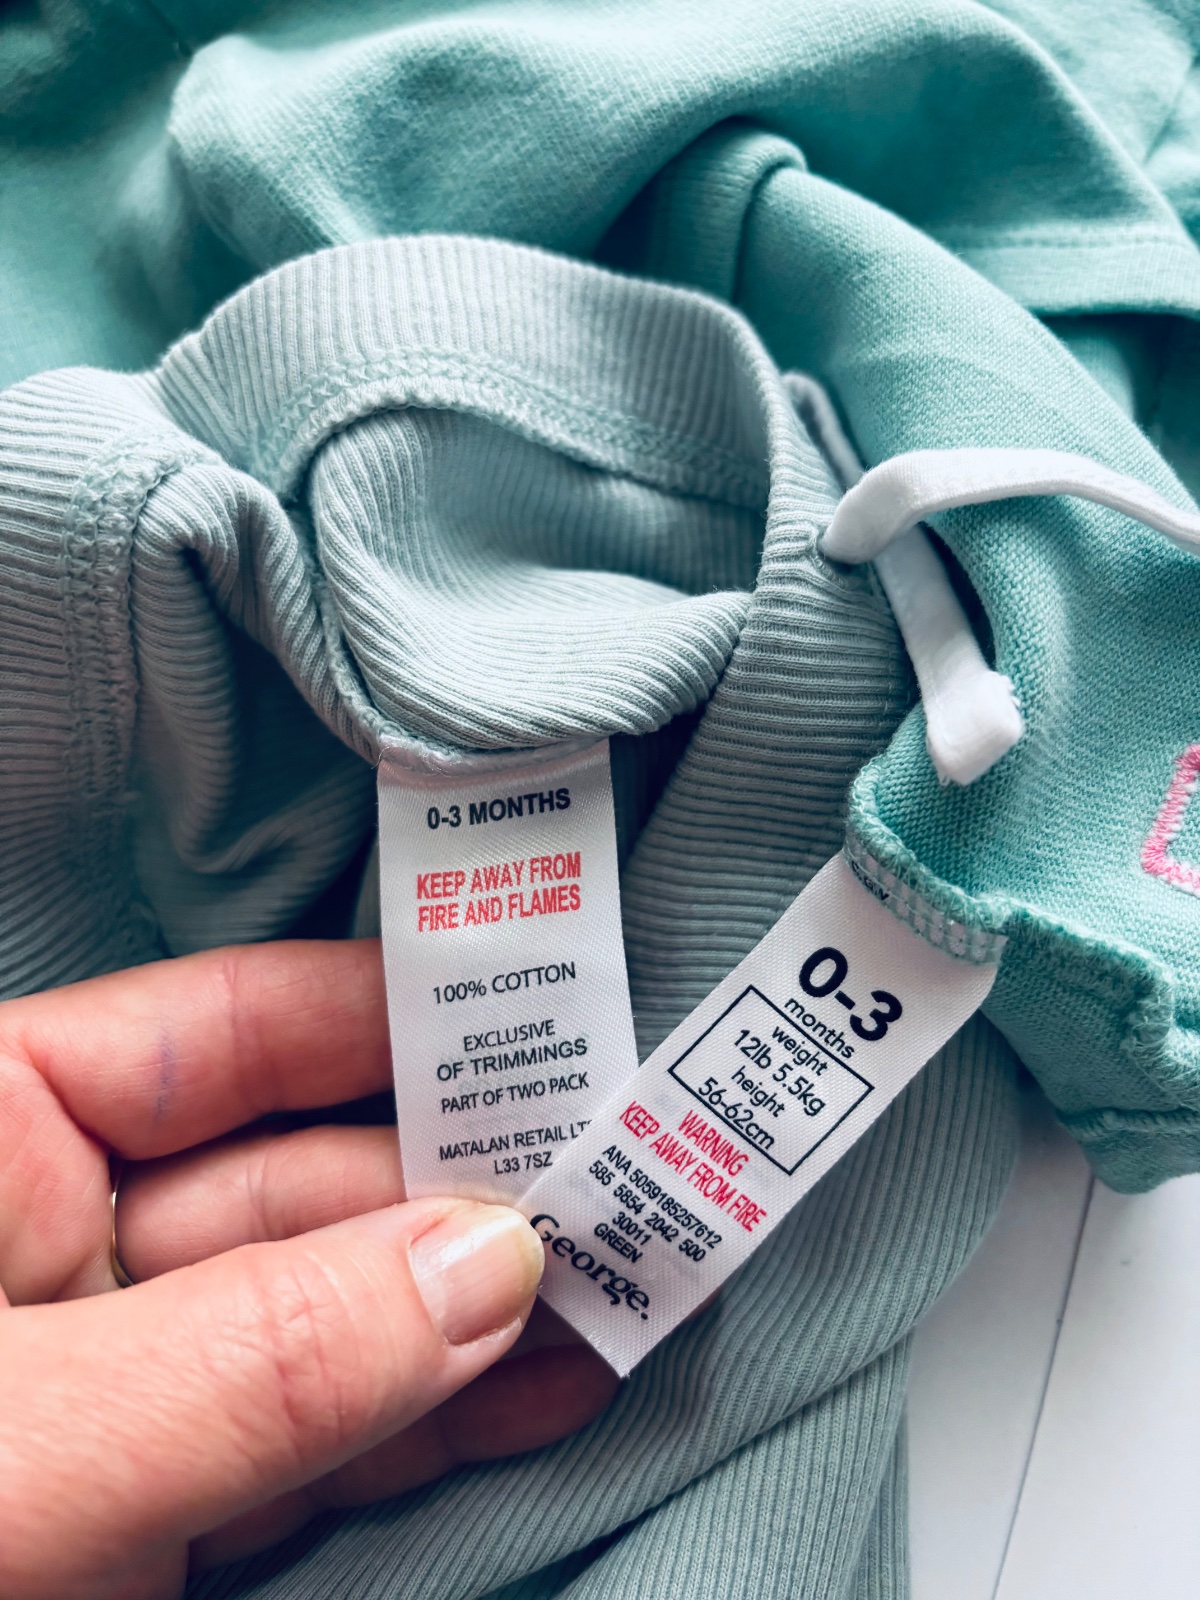 0-3 MONTHS
KEEP AWAY FROM
FIRE AND FLAMES
100% COTTON
EXCLUSIVE
OF TRIMMINGS
PART OF TWO PACK
MATALAN RETAIL
L33 7SZ
0-3
months
weight
12lb 5.5kg
height
56-62cm
WARNING
KEEP AWAY FROM FIRE
ANA 5059185257612
585 5854 2042 500
30011
GREEN
George.